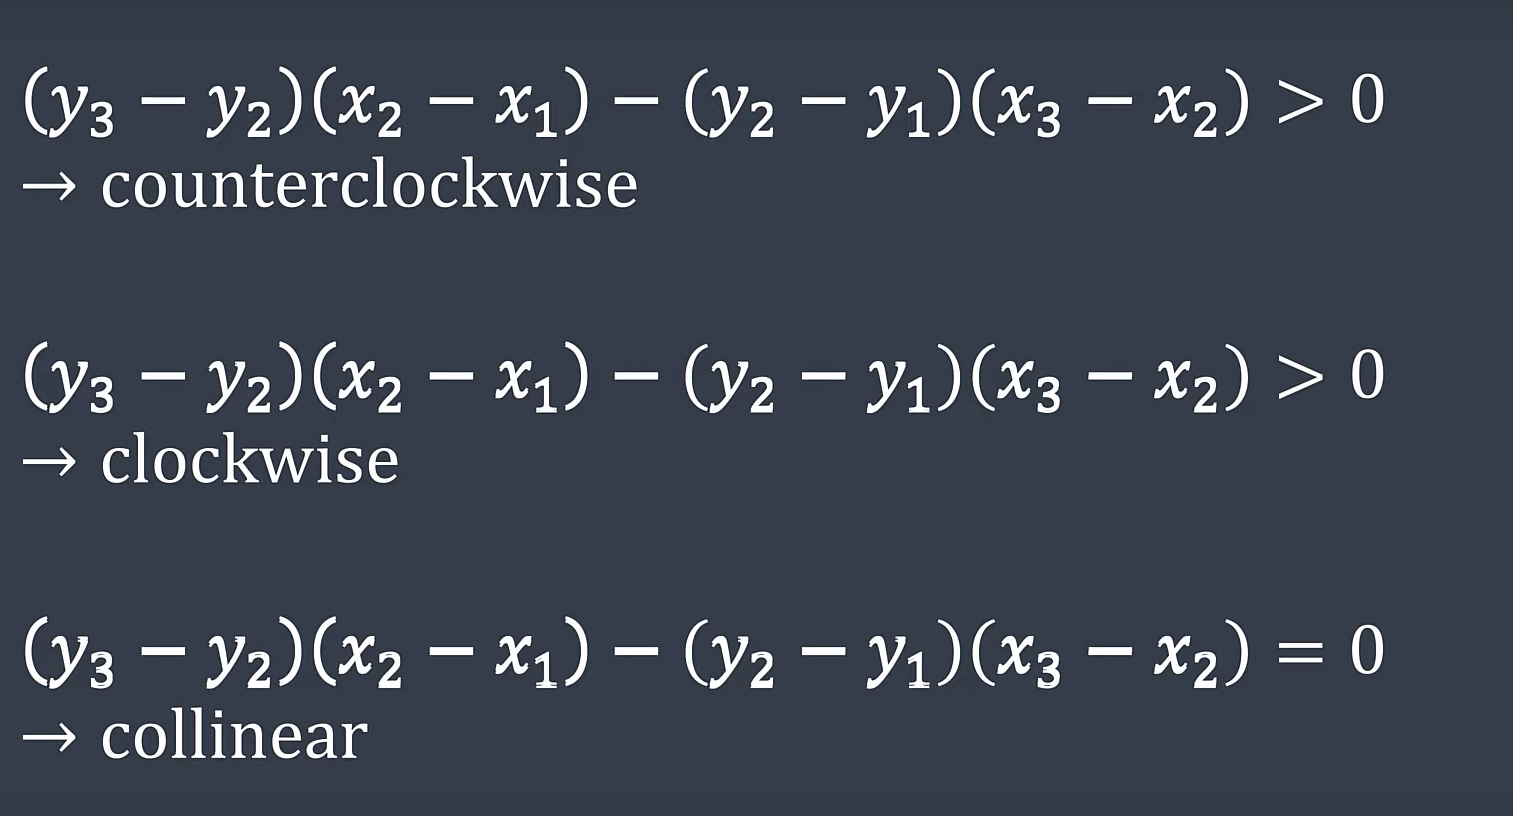 (y₃ − y₂)(x₂ − x₁) − (y₂ − y₁)(x₃ − x₂) > 0
→ counterclockwise
(y₃ − y₂)(x₂ − x₁) − (y₂ − y₁)(x₃ − x₂) > 0
→ clockwise
(y₃ − y₂)(x₂ − x₁) − (y₂ − y₁)(x₃ − x₂) = 0
→ collinear